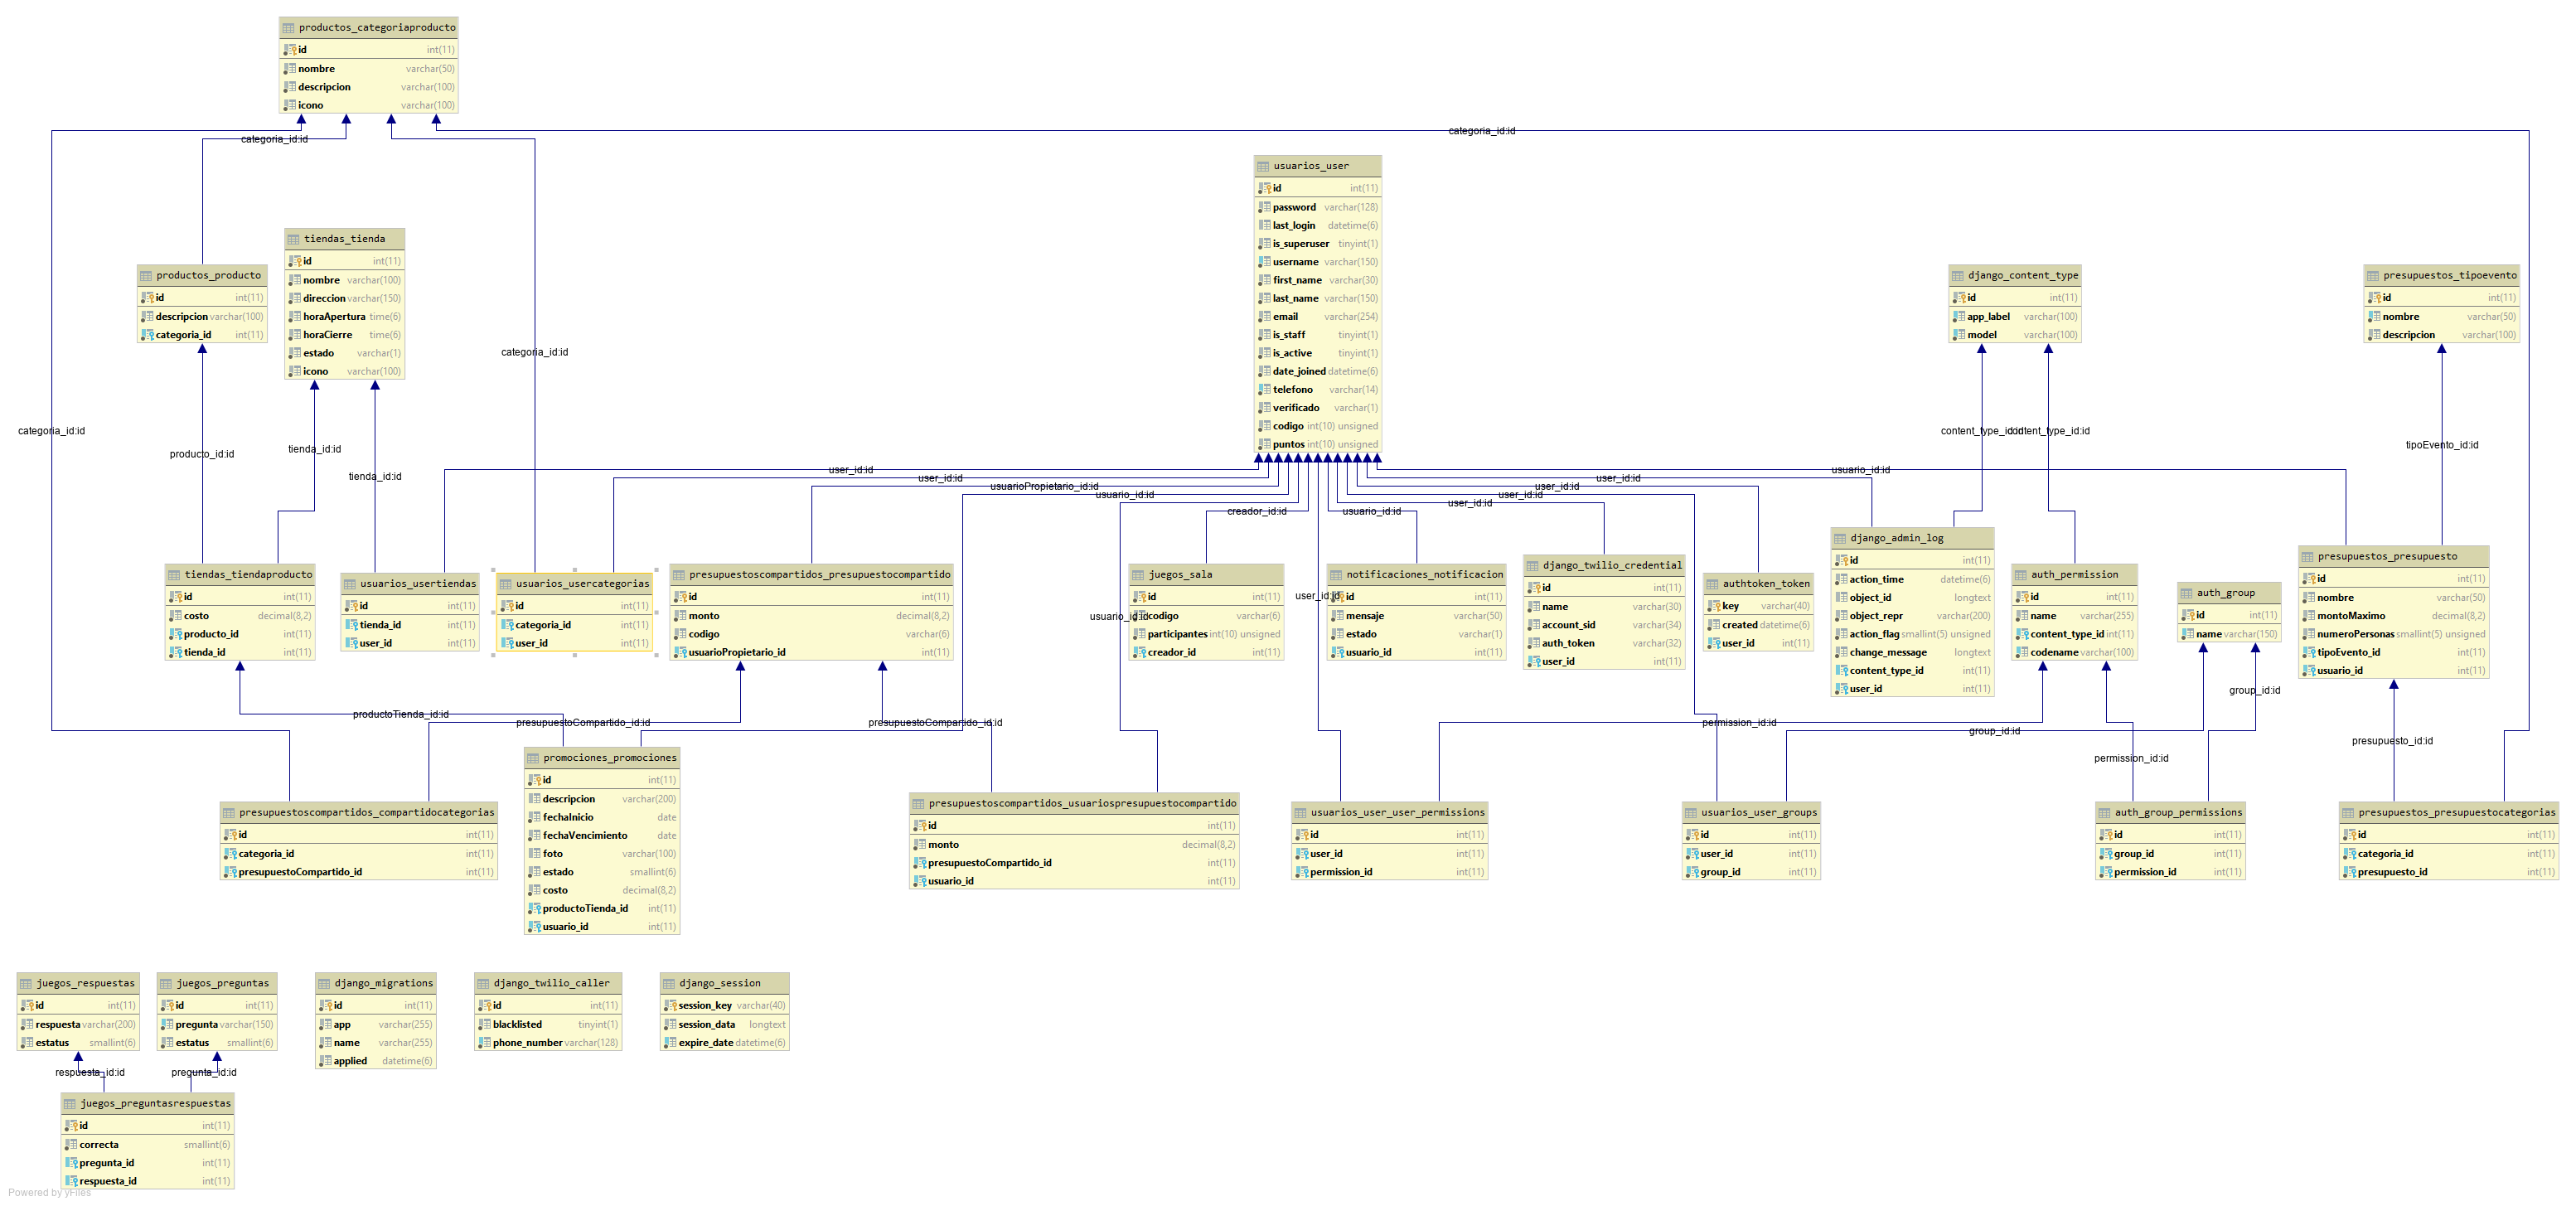 productos_categoriaproducto
id int(11)
nombre varchar(50)
descripcion varchar(100)
icono varchar(100)
categoria_id:id
categoria_id:id
usuarios_user
id int(11)
password varchar(128)
last_login datetime(6)
is_superuser tinyint(1)
username varchar(150)
first_name varchar(30)
last_name varchar(150)
email varchar(254)
is_staff tinyint(1)
is_active tinyint(1)
date_joined datetime(6)
telefono varchar(14)
verificado varchar(1)
codigo int(10) unsigned
puntos int(10) unsigned
tiendas_tienda
id int(11)
nombre varchar(100)
direccion varchar(150)
horaApertura time(6)
horaCierre time(6)
estado varchar(1)
icono varchar(100)
productos_producto
id int(11)
descripcion varchar(100)
categoria_id int(11)
django_content_type
id int(11)
app_label varchar(100)
model varchar(100)
presupuestos_tipoevento
id int(11)
nombre varchar(50)
descripcion varchar(100)
categoria_id:id
categoria_id:id
producto_id:id
tienda_id:id
tienda_id:id
content_type_id:id
content_type_id:id
tipoEvento_id:id
user_id:id
user_id:id
usuarioPropietario_id:id
usuario_id:id
creador_id:id
usuario_id:id
user_id:id
user_id:id
user_id:id
user_id:id
usuario_id:id
tiendas_tiendaproducto
id int(11)
costo decimal(8,2)
producto_id int(11)
tienda_id int(11)
usuarios_usertiendas
id int(11)
tienda_id int(11)
user_id int(11)
usuarios_usercategorias
id int(11)
categoria_id int(11)
user_id int(11)
presupuestoscompartidos_presupuestocompartido
id int(11)
monto decimal(8,2)
codigo varchar(6)
usuarioPropietario_id int(11)
usuario_id:id
juegos_sala
id int(11)
codigo varchar(6)
participantes int(10) unsigned
creador_id int(11)
user_id:id
notificaciones_notificacion
id int(11)
mensaje varchar(50)
estado varchar(1)
usuario_id int(11)
django_twilio_credential
id int(11)
name varchar(30)
account_sid varchar(34)
auth_token varchar(32)
user_id int(11)
authtoken_token
key varchar(40)
created datetime(6)
user_id int(11)
django_admin_log
id int(11)
action_time datetime(6)
object_id longtext
object_repr varchar(200)
action_flag smallint(5) unsigned
change_message longtext
content_type_id int(11)
user_id int(11)
auth_permission
id int(11)
name varchar(255)
content_type_id int(11)
codename varchar(100)
auth_group
id int(11)
name varchar(150)
presupuestos_presupuesto
id int(11)
nombre varchar(50)
montoMaximo decimal(8,2)
numeroPersonas smallint(5) unsigned
tipoEvento_id int(11)
usuario_id int(11)
productoTienda_id:id
presupuestoCompartido_id:id
presupuestoCompartido_id:id
permission_id:id
group_id:id
group_id:id
permission_id:id
presupuesto_id:id
presupuestoscompartidos_compartidocategorias
id int(11)
categoria_id int(11)
presupuestoCompartido_id int(11)
promociones_promociones
id int(11)
descripcion varchar(200)
fechaInicio date
fechaVencimiento date
foto varchar(100)
estado smallint(6)
costo decimal(8,2)
productoTienda_id int(11)
usuario_id int(11)
presupuestoscompartidos_usuariospresupuestocompartido
id int(11)
monto decimal(8,2)
presupuestoCompartido_id int(11)
usuario_id int(11)
usuarios_user_user_permissions
id int(11)
user_id int(11)
permission_id int(11)
usuarios_user_groups
id int(11)
user_id int(11)
group_id int(11)
auth_group_permissions
id int(11)
group_id int(11)
permission_id int(11)
presupuestos_presupuestocategorias
id int(11)
categoria_id int(11)
presupuesto_id int(11)
juegos_respuestas
id int(11)
respuesta varchar(200)
estatus smallint(6)
juegos_preguntas
id int(11)
pregunta varchar(150)
estatus smallint(6)
django_migrations
id int(11)
app varchar(255)
name varchar(255)
applied datetime(6)
django_twilio_caller
id int(11)
blacklisted tinyint(1)
phone_number varchar(128)
django_session
session_key varchar(40)
session_data longtext
expire_date datetime(6)
respuesta_id:id
pregunta_id:id
juegos_preguntasrespuestas
id int(11)
correcta smallint(6)
pregunta_id int(11)
respuesta_id int(11)
Powered by yFiles